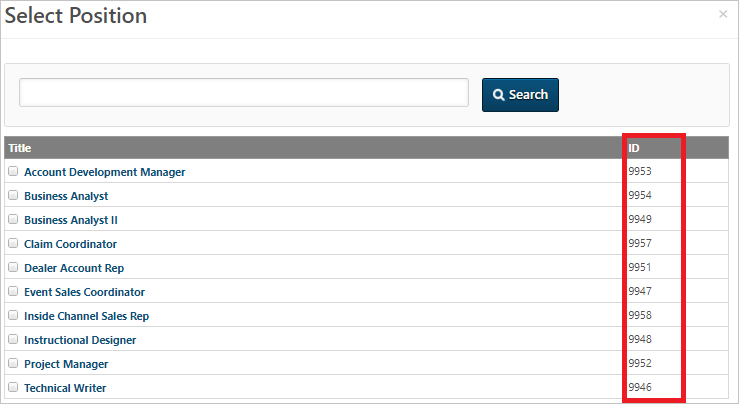 Select Position
×
Search
Title ID
Account Development Manager 9953
Business Analyst 9954
Business Analyst II 9949
Claim Coordinator 9957
Dealer Account Rep 9951
Event Sales Coordinator 9947
Inside Channel Sales Rep 9958
Instructional Designer 9948
Project Manager 9952
Technical Writer 9946